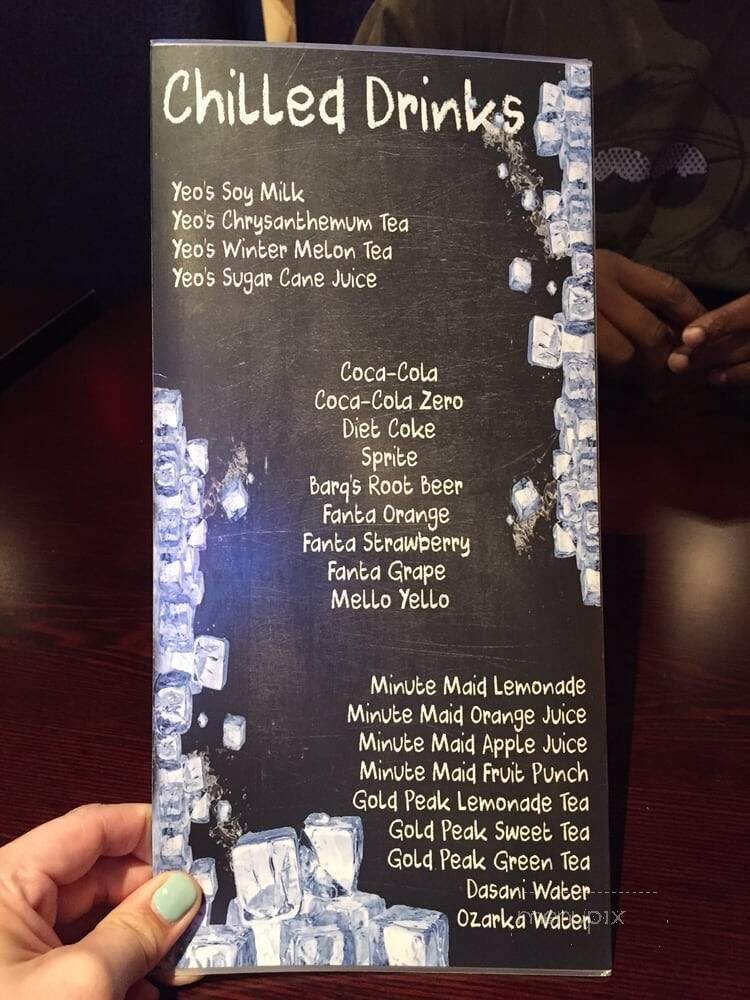 Chilled Drinks
Yeo's Soy Milk
Yeo's Chrysanthemum Tea
Yeo's Winter Melon Tea
Yeo's Sugar Cane Juice
Coca-Cola
Coca-Cola Zero
Diet Coke
Sprite
Barq's Root Beer
Fanta Orange
Fanta Strawberry
Fanta Grape
Mello Yello
Minute Maid Lemonade
Minute Maid Orange Juice
Minute Maid Apple Juice
Minute Maid Fruit Punch
Gold Peak Lemonade Tea
Gold Peak Sweet Tea
Gold Peak Green Tea
Dasani Water
Ozarka Water
menupix